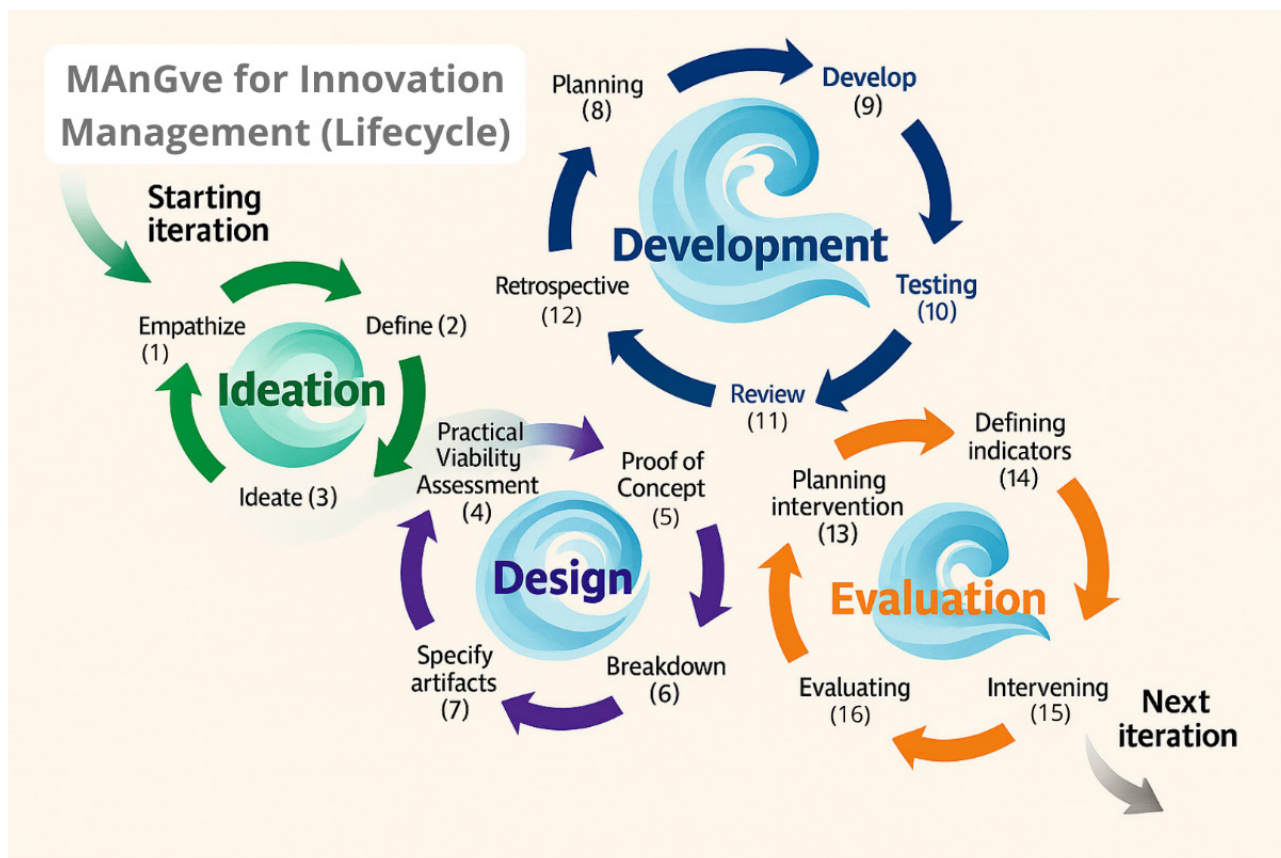 MAnGve for Innovation
Management (Lifecycle)
Starting
iteration
Empathize
(1)
Define (2)
Ideation
Ideate (3)
Practical
Viability
Assessment
(4)
Proof of
Concept
(5)
Design
Breakdown
(6)
Specify
artifacts
(7)
Planning
(8)
Develop
(9)
Development
Testing
(10)
Review
(11)
Retrospective
(12)
Planning
intervention
(13)
Defining
indicators
(14)
Evaluation
Intervening
(15)
Evaluating
(16)
Next
iteration